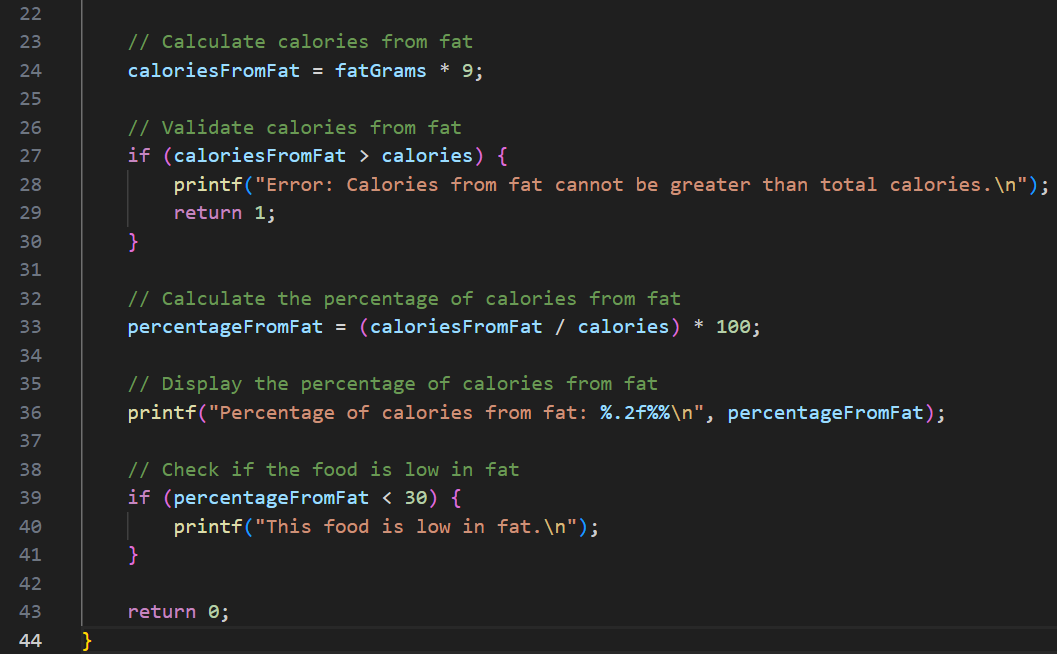 22
23 // Calculate calories from fat
24 caloriesFromFat = fatGrams * 9;
25
26 // Validate calories from fat
27 if (caloriesFromFat > calories) {
28 printf("Error: Calories from fat cannot be greater than total calories.\n");
29 return 1;
30 }
31
32 // Calculate the percentage of calories from fat
33 percentageFromFat = (caloriesFromFat / calories) * 100;
34
35 // Display the percentage of calories from fat
36 printf("Percentage of calories from fat: %.2f%%\n", percentageFromFat);
37
38 // Check if the food is low in fat
39 if (percentageFromFat < 30) {
40 printf("This food is low in fat.\n");
41 }
42
43 return 0;
44 }